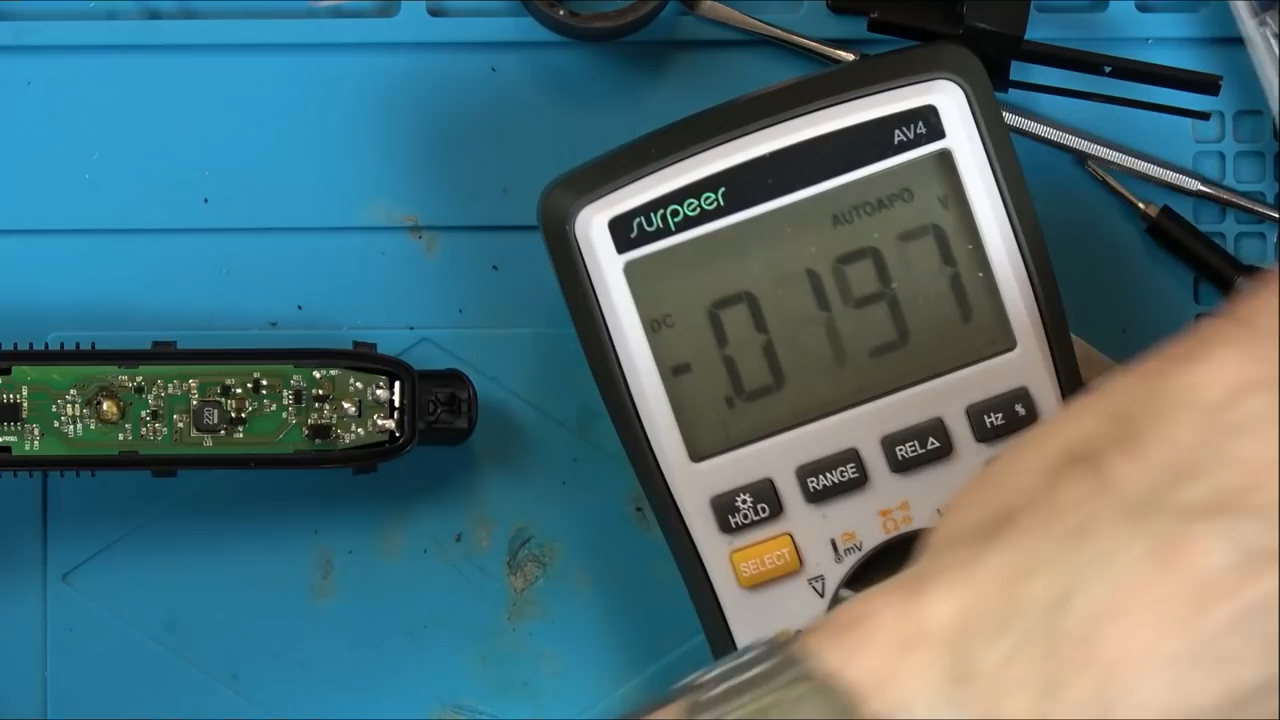 AV4
surpeer
AUTOAPO V
DC
-.0197
Hz %
REL△
RANGE
HOLD
SELECT
mV
Ω
V
220